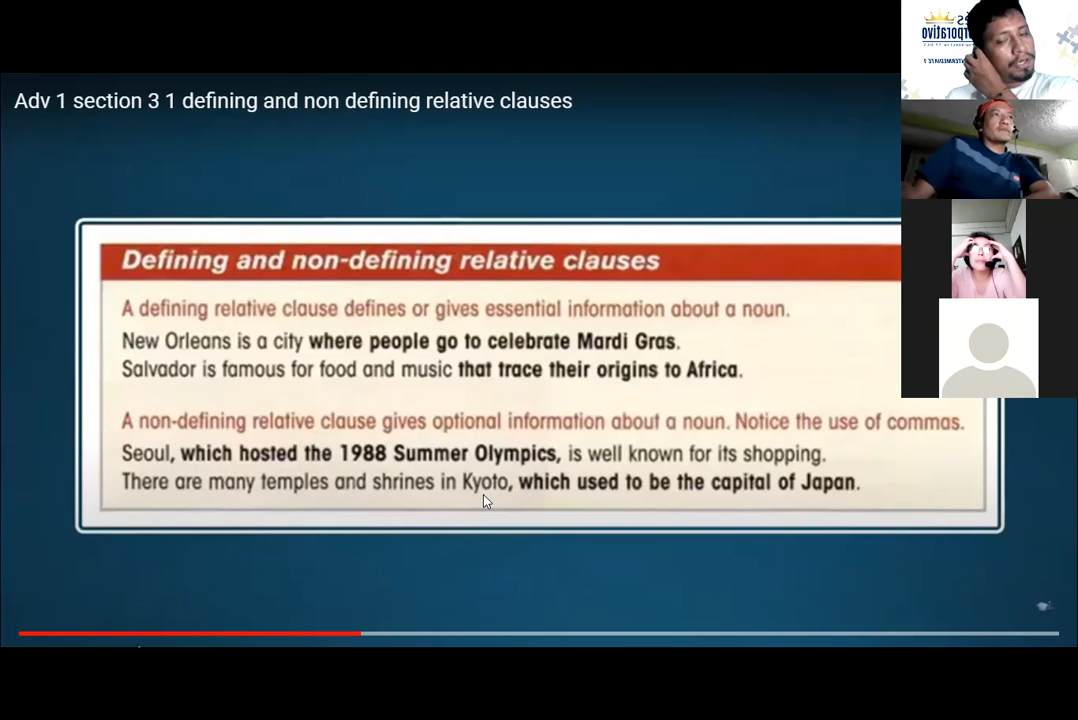 Adv 1 section 3 1 defining and non defining relative clauses
Defining and non-defining relative clauses
A defining relative clause defines or gives essential information about a noun.
New Orleans is a city where people go to celebrate Mardi Gras.
Salvador is famous for food and music that trace their origins to Africa.
A non-defining relative clause gives optional information about a noun. Notice the use of commas.
Seoul, which hosted the 1988 Summer Olympics, is well known for its shopping.
There are many temples and shrines in Kyoto, which used to be the capital of Japan.